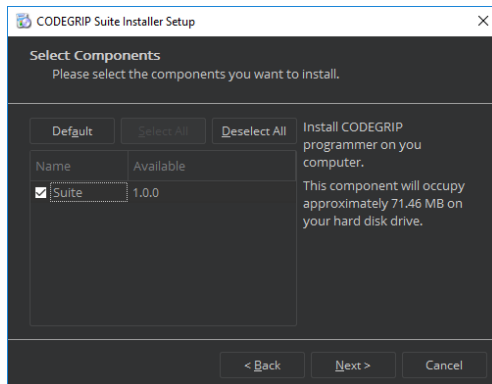 CODEGRIP Suite Installer Setup
Select Components
Please select the components you want to install.
Default Select All Deselect All
Install CODEGRIP
programmer on you
computer.
This component will occupy
approximately 71.46 MB on
your hard disk drive.
Name Available
Suite 1.0.0
< Back Next > Cancel